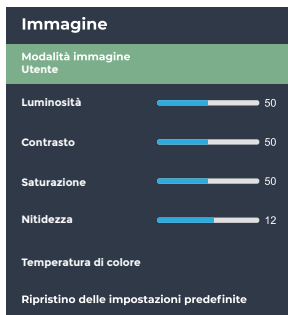 Immagine
Modalità immagine
Utente
Luminosità 50
Contrasto 50
Saturazione 50
Nitidezza 12
Temperatura di colore
Ripristino delle impostazioni predefinite